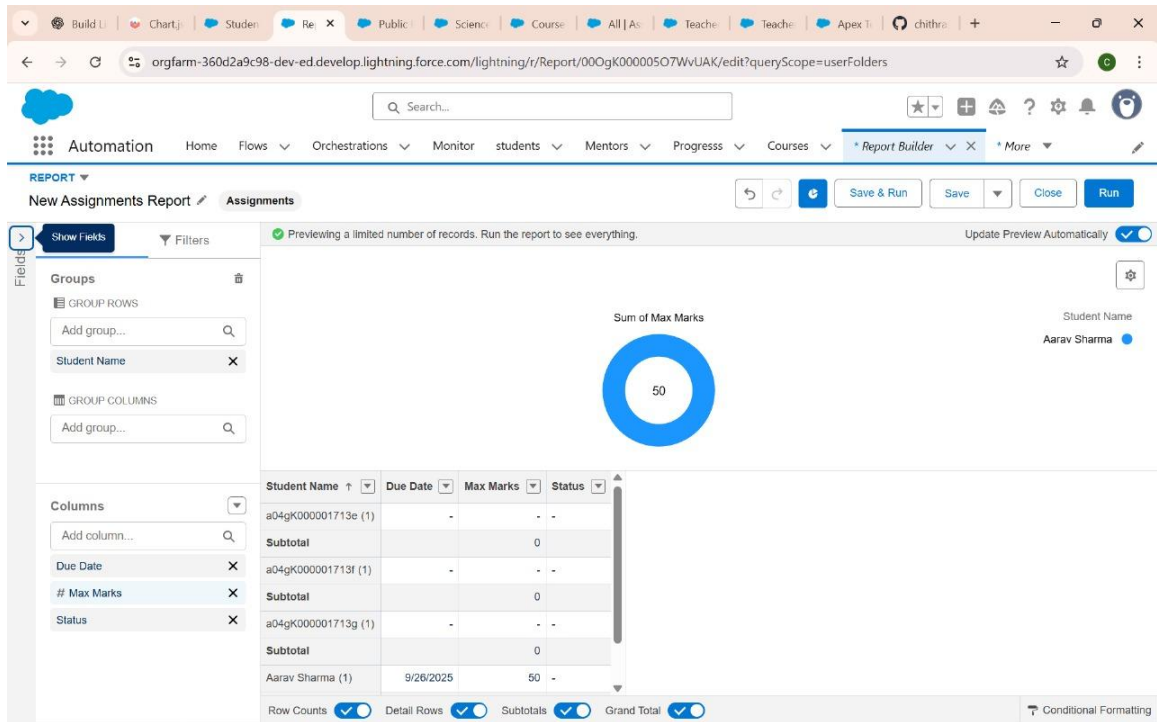 Build Li
Chart.js
Studen
Re
Public
Science
Course
All | As
Teache
Teache
Apex T
chithra
orgfarm-360d2a9c98-dev-ed.develop.lightning.force.com/lightning/r/Report/00OgK000005O7WvUAK/edit?queryScope=userFolders
C
Search...
Automation
Home
Flows
Orchestrations
Monitor
students
Mentors
Progresss
Courses
* Report Builder
* More
REPORT
New Assignments Report
Assignments
Save & Run
Save
Close
Run
Show Fields
Filters
Previewing a limited number of records. Run the report to see everything.
Update Preview Automatically
Fields
Groups
GROUP ROWS
Add group...
Student Name
GROUP COLUMNS
Add group...
Columns
Add column...
Due Date
# Max Marks
Status
Sum of Max Marks
50
Student Name
Aarav Sharma
Student Name ↑ Due Date Max Marks Status
a04gK000001713e (1) - - -
Subtotal 0
a04gK000001713f (1) - - -
Subtotal 0
a04gK000001713g (1) - - -
Subtotal 0
Aarav Sharma (1) 9/26/2025 50 -
Row Counts
Detail Rows
Subtotals
Grand Total
Conditional Formatting